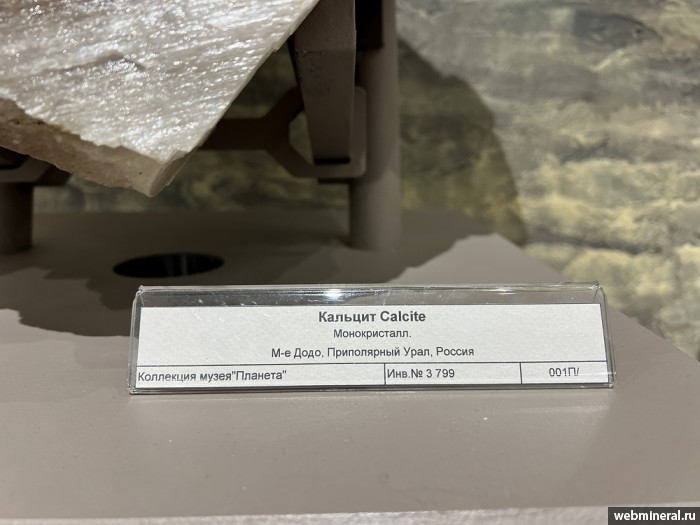 Кальцит Calcite
Монокристалл.
М-е Додо, Приполярный Урал, Россия
Коллекция музея"Планета" Инв.№ 3 799 001П/
webmineral.ru